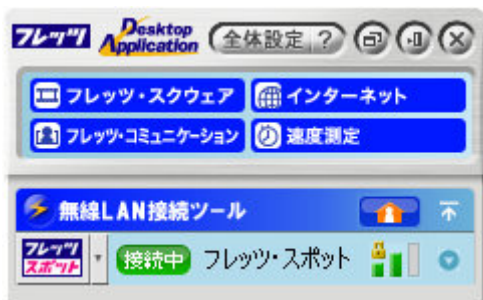 フレッツ Desktop Application 全体設定 ?
フレッツ・スクウェア インターネット
フレッツ・コミュニケーション 速度測定
無線LAN接続ツール
フレッツ スポット 接続中 フレッツ・スポット